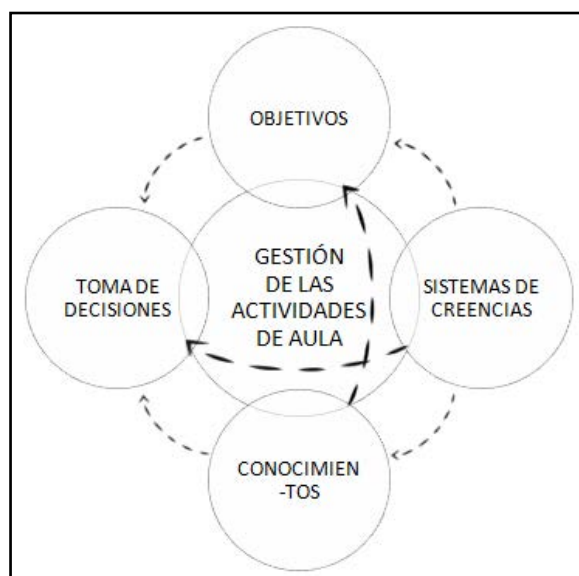 OBJETIVOS
TOMA DE
DECISIONES
GESTIÓN
DE LAS
ACTIVIDADES
DE AULA
SISTEMAS DE
CREENCIAS
CONOCIMIEN
-TOS